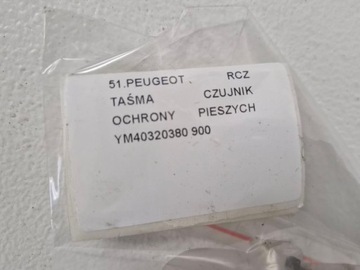 51.PEUGEOT RCZ
TAŚMA CZUJNIK
OCHRONY PIESZYCH
YM40320380 900